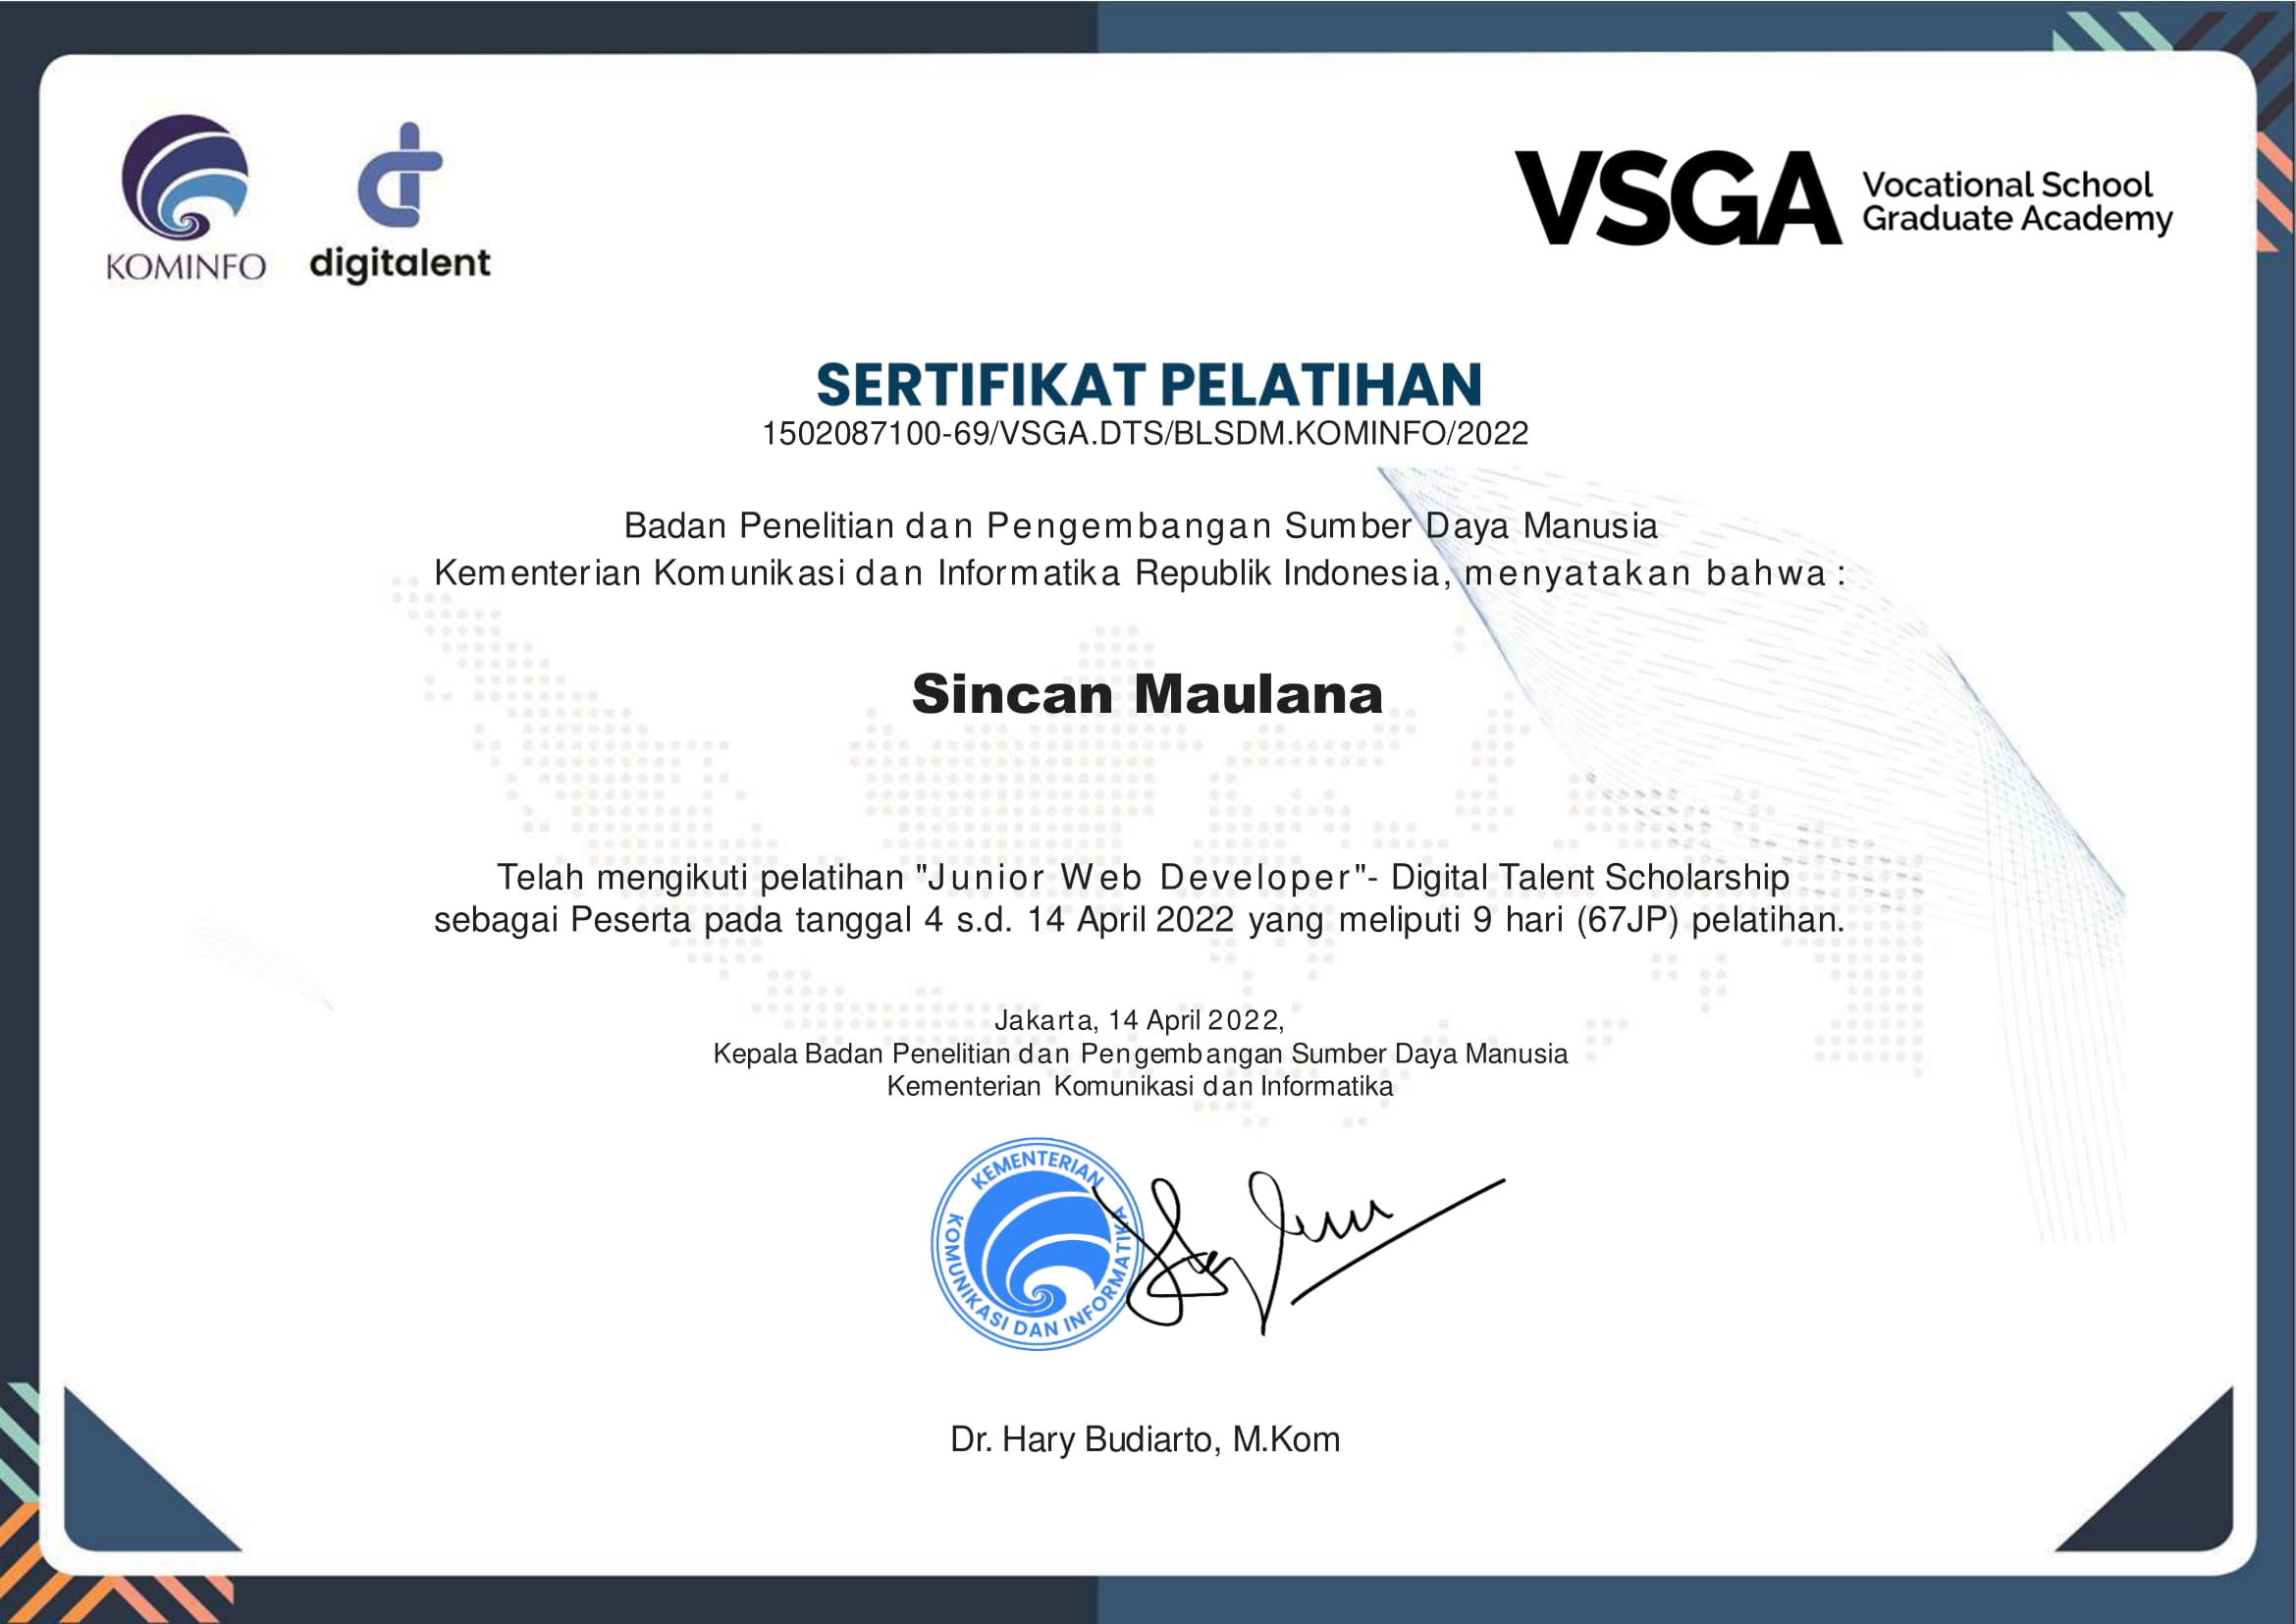 KOMINFO
digitalent
VSGA
Vocational School
Graduate Academy
SERTIFIKAT PELATIHAN
1502087100-69/VSGA.DTS/BLSDM.KOMINFO/2022
Badan Penelitian dan Pengembangan Sumber Daya Manusia
Kementerian Komunikasi dan Informatika Republik Indonesia, menyatakan bahwa :
Sincan Maulana
Telah mengikuti pelatihan "Junior Web Developer"- Digital Talent Scholarship
sebagai Peserta pada tanggal 4 s.d. 14 April 2022 yang meliputi 9 hari (67JP) pelatihan.
Jakarta, 14 April 2022,
Kepala Badan Penelitian dan Pengembangan Sumber Daya Manusia
Kementerian Komunikasi dan Informatika
KEMENTERIAN
KOMUNIKASI DAN INFORMATIKA
Dr. Hary Budiarto, M.Kom